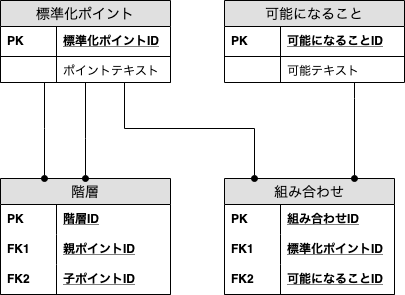 標準化ポイント
PK 標準化ポイントID
ポイントテキスト
可能になること
PK 可能になることID
可能テキスト
階層
PK 階層ID
FK1 親ポイントID
FK2 子ポイントID
組み合わせ
PK 組み合わせID
FK1 標準化ポイントID
FK2 可能になることID